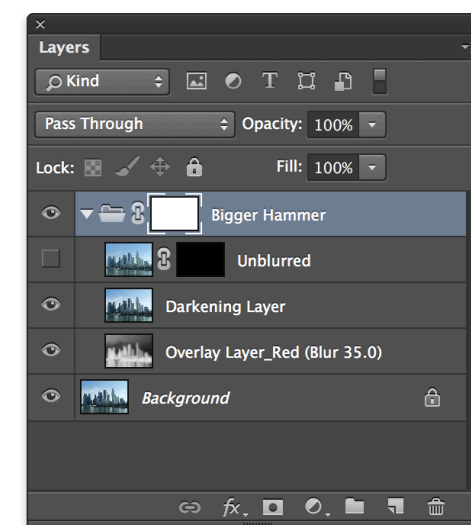 Layers
Kind
T
Pass Through Opacity: 100%
Lock: Fill: 100%
Bigger Hammer
Unblurred
Darkening Layer
Overlay Layer_Red (Blur 35.0)
Background
fx